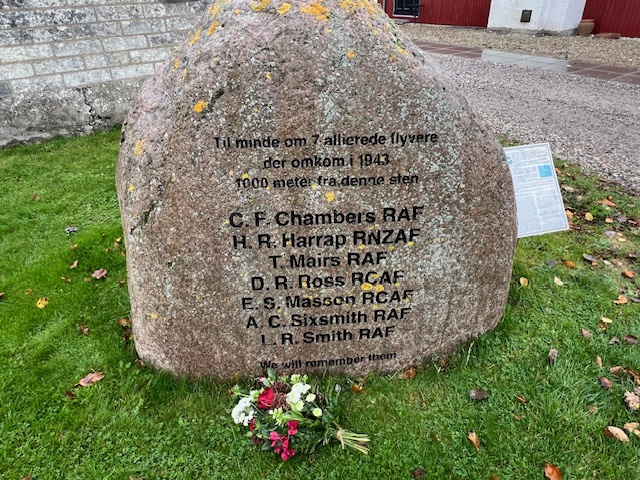 Til minde om 7 allierede flyvere
der omkom i 1943
1000 meter fra denne sten
C. F. Chambers RAF
H. R. Harrap RNZAF
T. Mairs RAF
D. R. Ross RCAF
E. S. Masson RCAF
A. C. Sixsmith RAF
L. R. Smith RAF
We will remember them